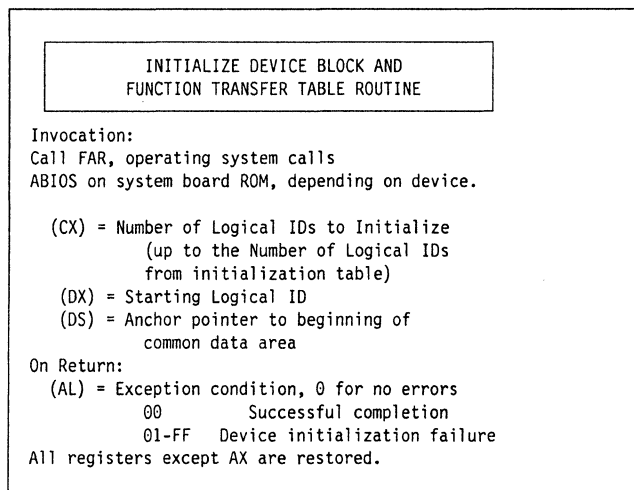 INITIALIZE DEVICE BLOCK AND
FUNCTION TRANSFER TABLE ROUTINE
Invocation:
Call FAR, operating system calls
ABIOS on system board ROM, depending on device.
(CX) = Number of Logical IDs to Initialize
(up to the Number of Logical IDs
from initialization table)
(DX) = Starting Logical ID
(DS) = Anchor pointer to beginning of
common data area
On Return:
(AL) = Exception condition, 0 for no errors
00 Successful completion
01-FF Device initialization failure
All registers except AX are restored.